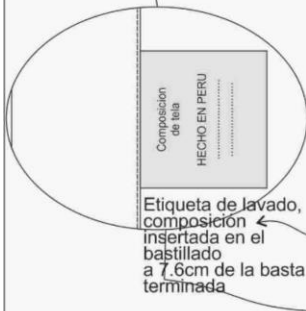 Composicion
de tela
HECHO EN PERU
Etiqueta de lavado,
composición
insertada en el
bastillado
a 7.6cm de la basta
terminada